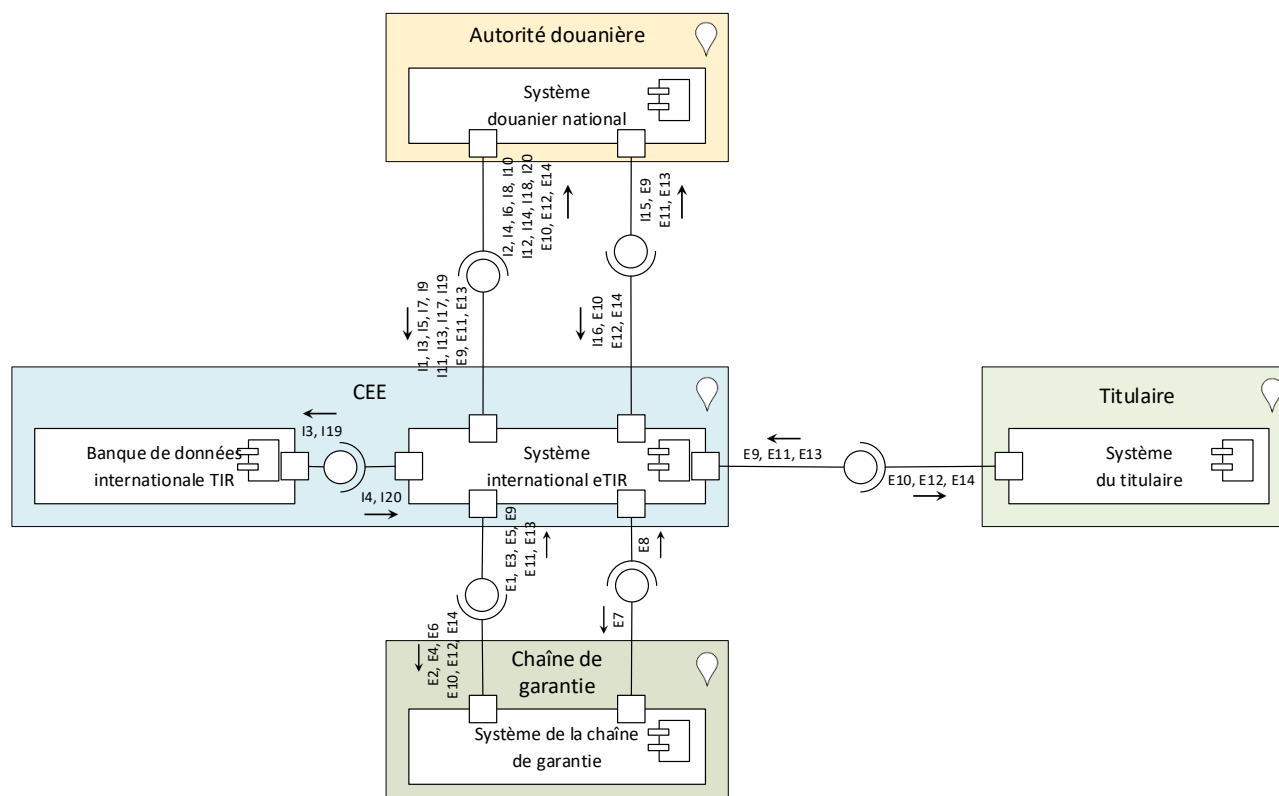 Autorité douanière
Système
douanier national
I2, I4, I6, I8, I10
I12, I14, I18, I20
E10, E12, E14
I15, E9
E11, E13
I1, I3, I5, I7, I9
I11, I13, I17, I19
E9, E11, E13
I16, E10
E12, E14
CEE
Titulaire
I3, I19
Banque de données
internationale TIR
I4, I20
Système
international eTIR
E9, E11, E13
E10, E12, E14
Système
du titulaire
E1, E3, E5, E9
E11, E13
E8
E2, E4, E6
E10, E12, E14
E7
Chaîne de
garantie
Système de la chaîne
de garantie